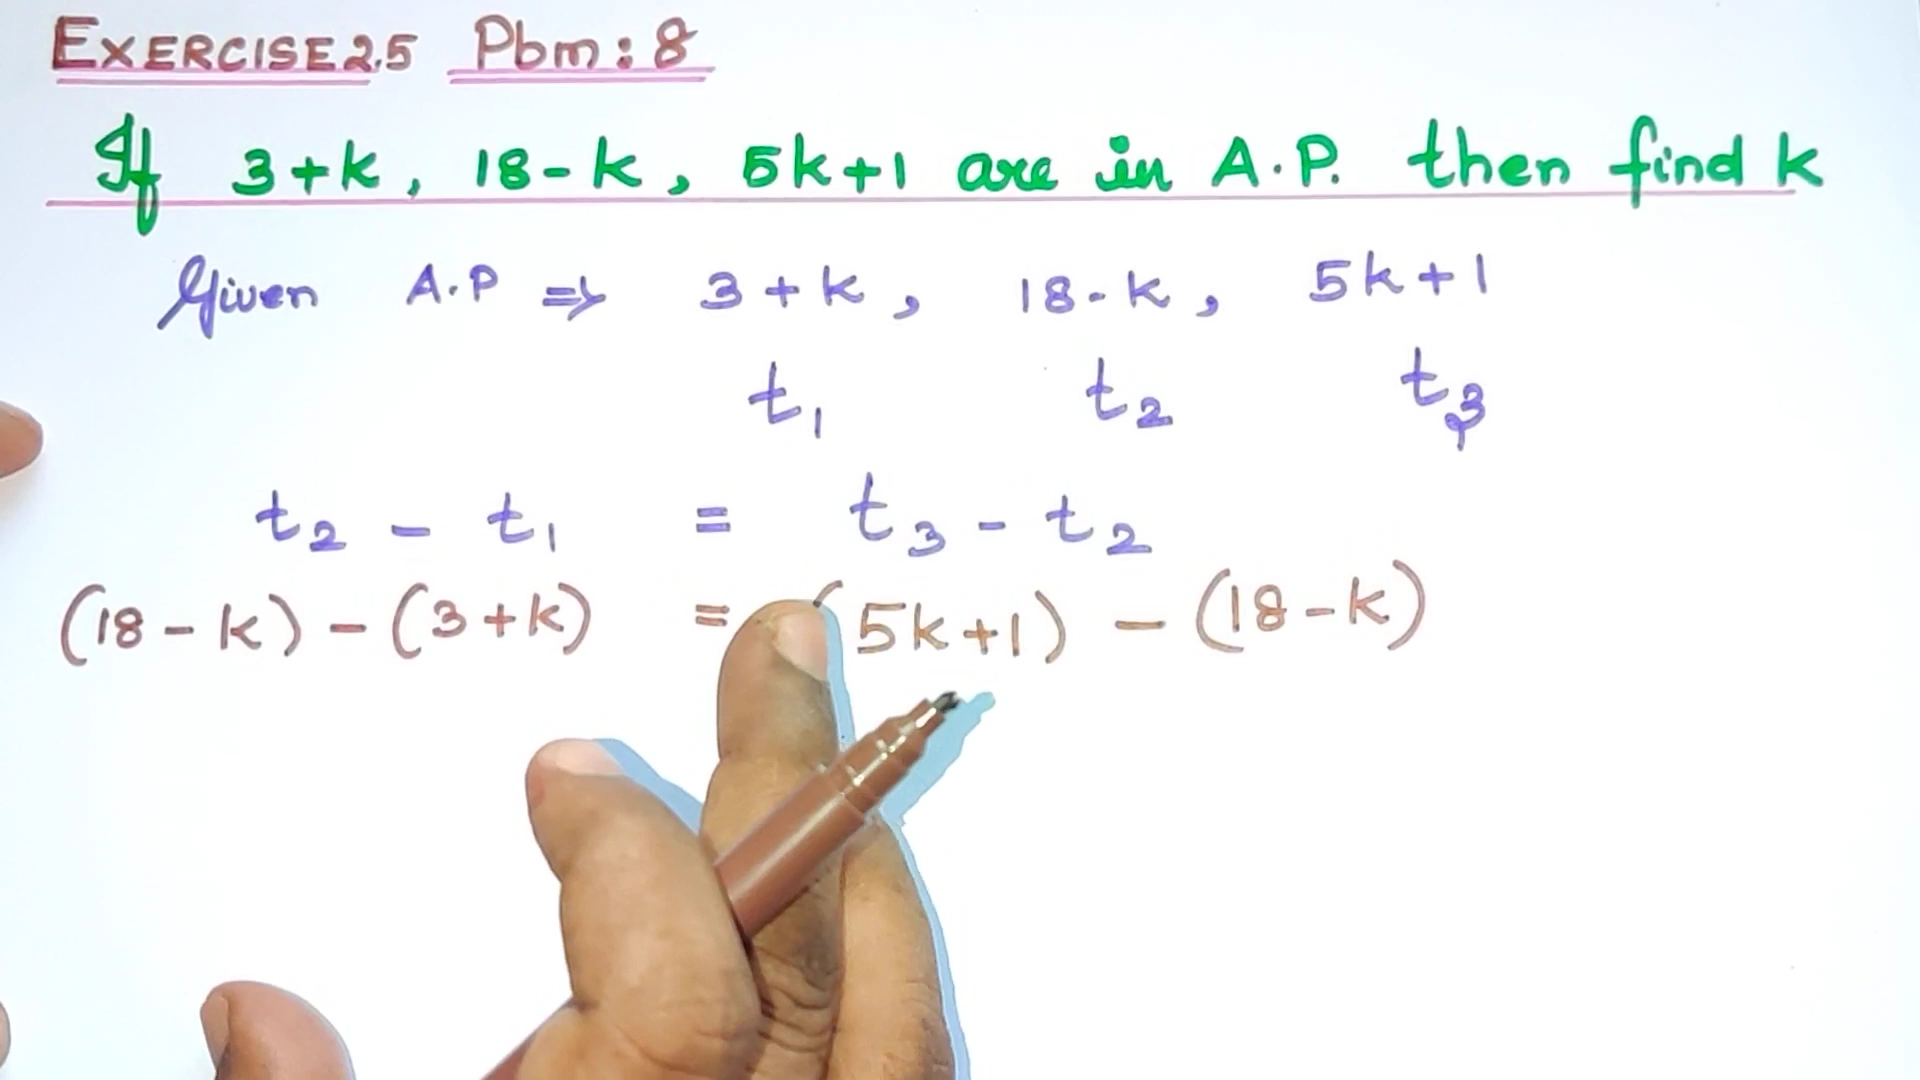 EXERCISE 2.5 Pbm: 8
If 3+k, 18-k, 5k+1 are in A.P. then find k
Given A.P ⇒ 3+k, 18-k, 5k+1
t₁ t₂ t₃
t₂ - t₁ = t₃ - t₂
(18-k) - (3+k) = (5k+1) - (18-k)